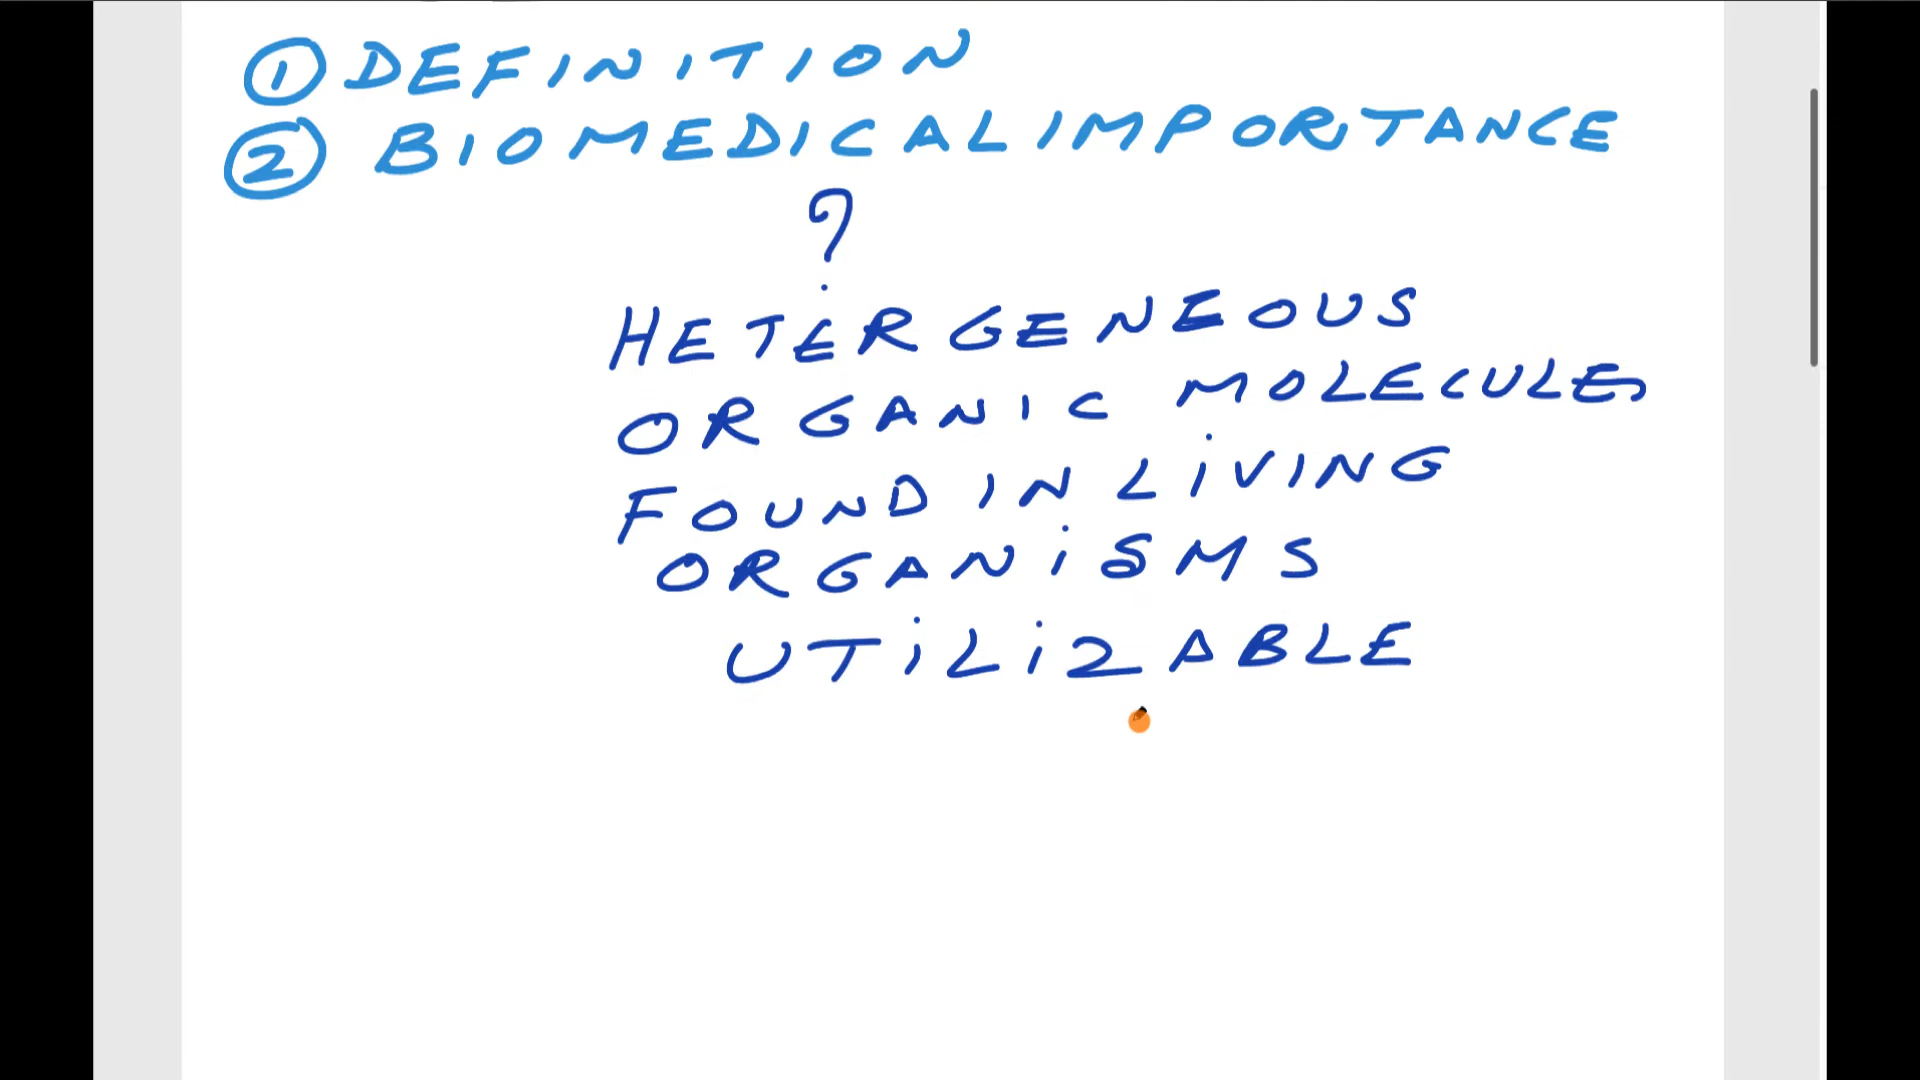 ① DEFINITION
② BIOMEDICAL IMPORTANCE
?
HETERGENEOUS
ORGANIC MOLECULES
FOUND IN LiVING
ORGANiSMS
UTiLiZABLE